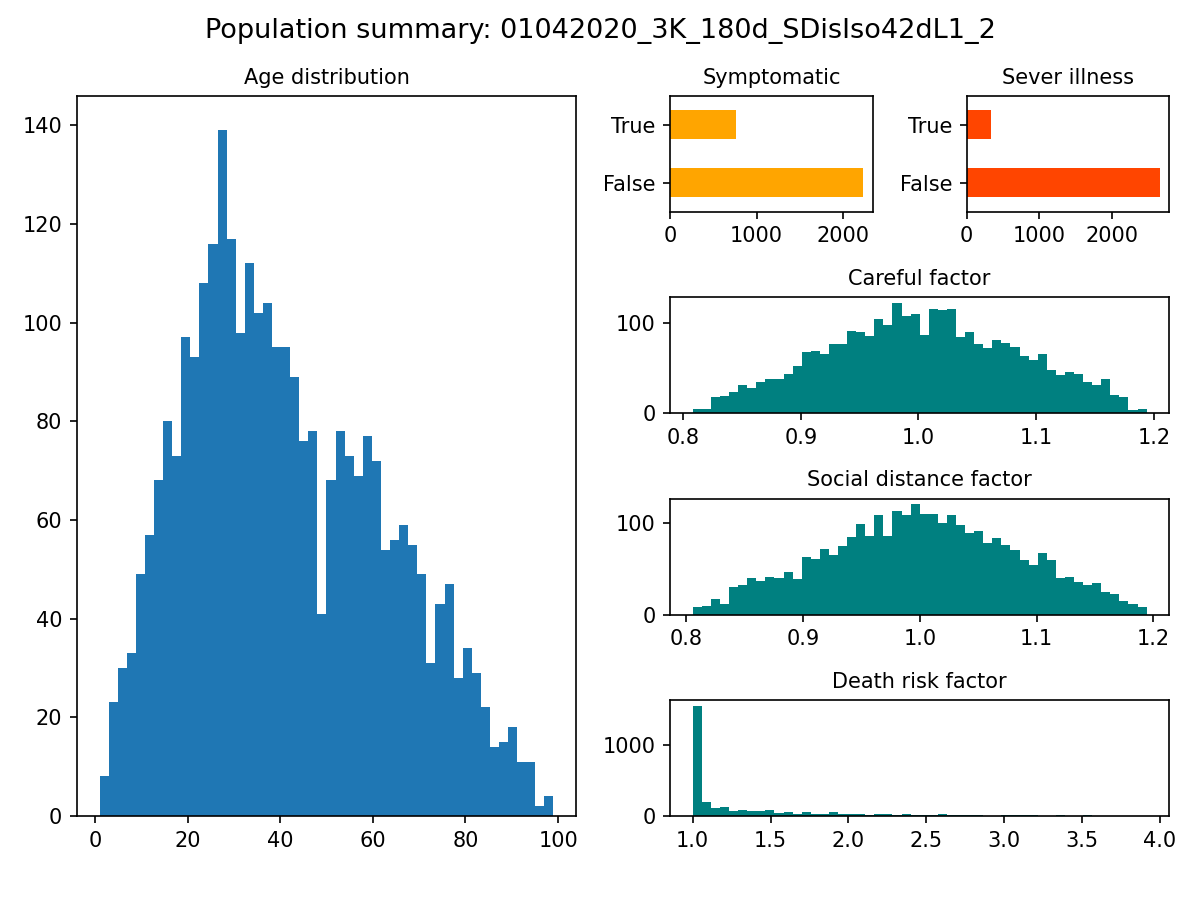 Population summary: 01042020_3K_180d_SDisIso42dL1_2
Age distribution
140
120
100
80
60
40
20
0
0 20 40 60 80 100
Symptomatic
True
False
0 1000 2000
Sever illness
True
False
0 1000 2000
Careful factor
100
0
0.8 0.9 1.0 1.1 1.2
Social distance factor
100
0
0.8 0.9 1.0 1.1 1.2
Death risk factor
1000
0
1.0 1.5 2.0 2.5 3.0 3.5 4.0